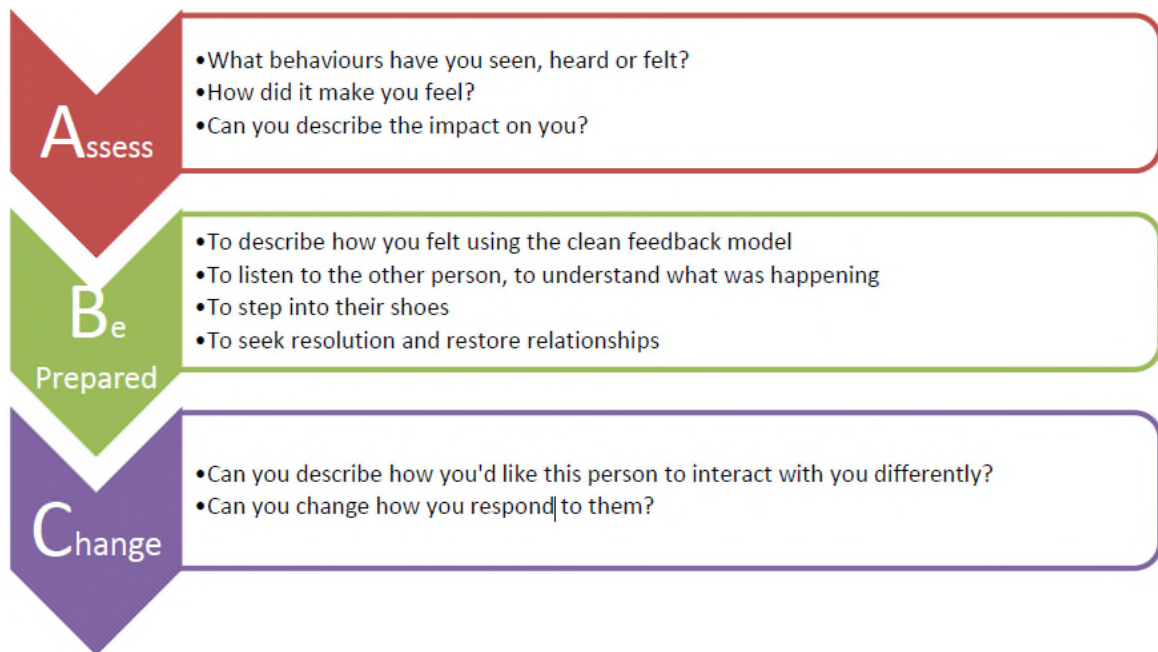 Assess
•What behaviours have you seen, heard or felt?
•How did it make you feel?
•Can you describe the impact on you?
Be
Prepared
•To describe how you felt using the clean feedback model
•To listen to the other person, to understand what was happening
•To step into their shoes
•To seek resolution and restore relationships
Change
•Can you describe how you'd like this person to interact with you differently?
•Can you change how you respond to them?